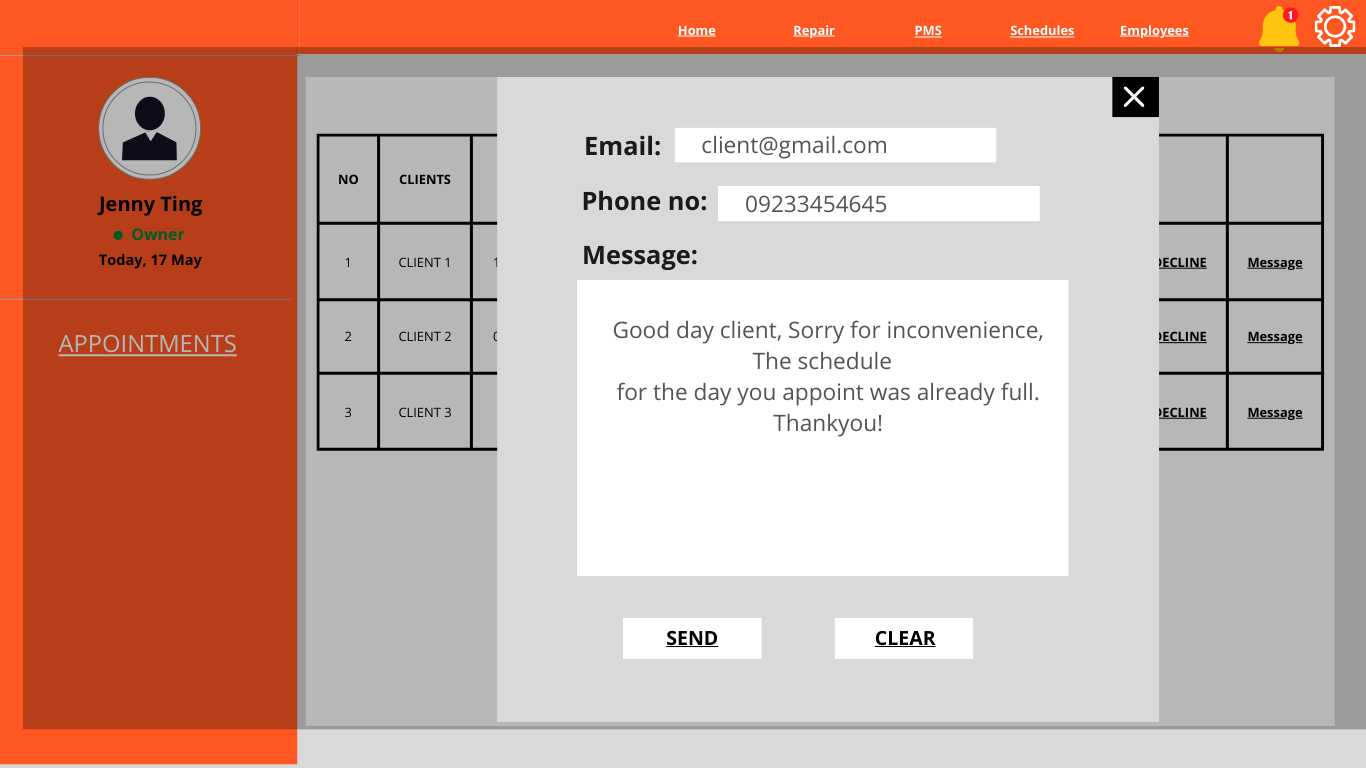 Home Repair PMS Schedules Employees 1
Jenny Ting
Owner
Today, 17 May
APPOINTMENTS
NO CLIENTS
1 CLIENT 1 1 DECLINE Message
2 CLIENT 2 0 DECLINE Message
3 CLIENT 3 DECLINE Message
Email: client@gmail.com
Phone no: 09233454645
Message:
Good day client, Sorry for inconvenience,
The schedule
for the day you appoint was already full.
Thankyou!
SEND CLEAR